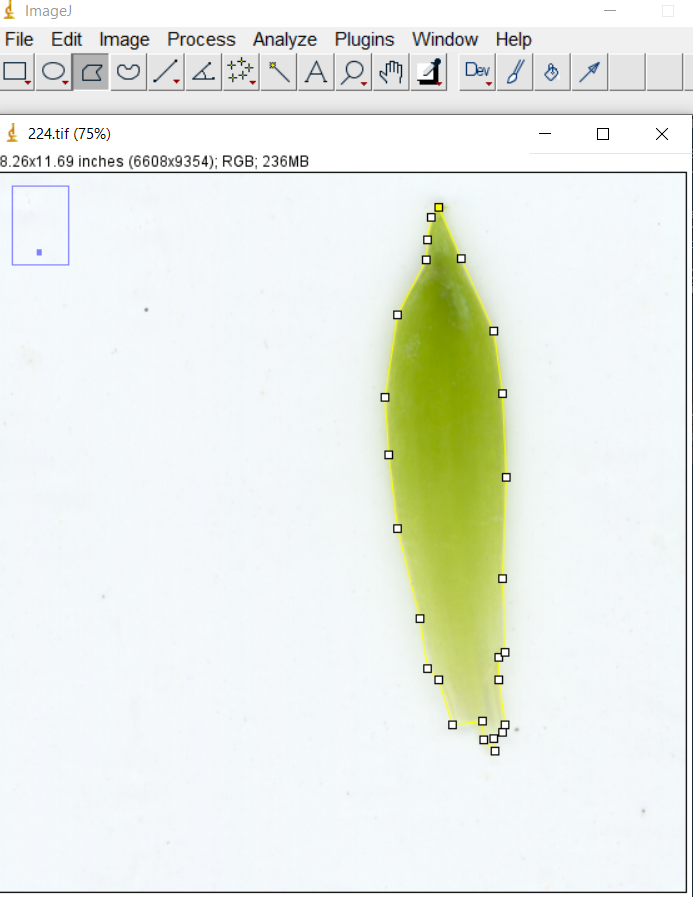 ImageJ
File Edit Image Process Analyze Plugins Window Help
A Dev
224.tif (75%)
8.26x11.69 inches (6608x9354); RGB; 236MB